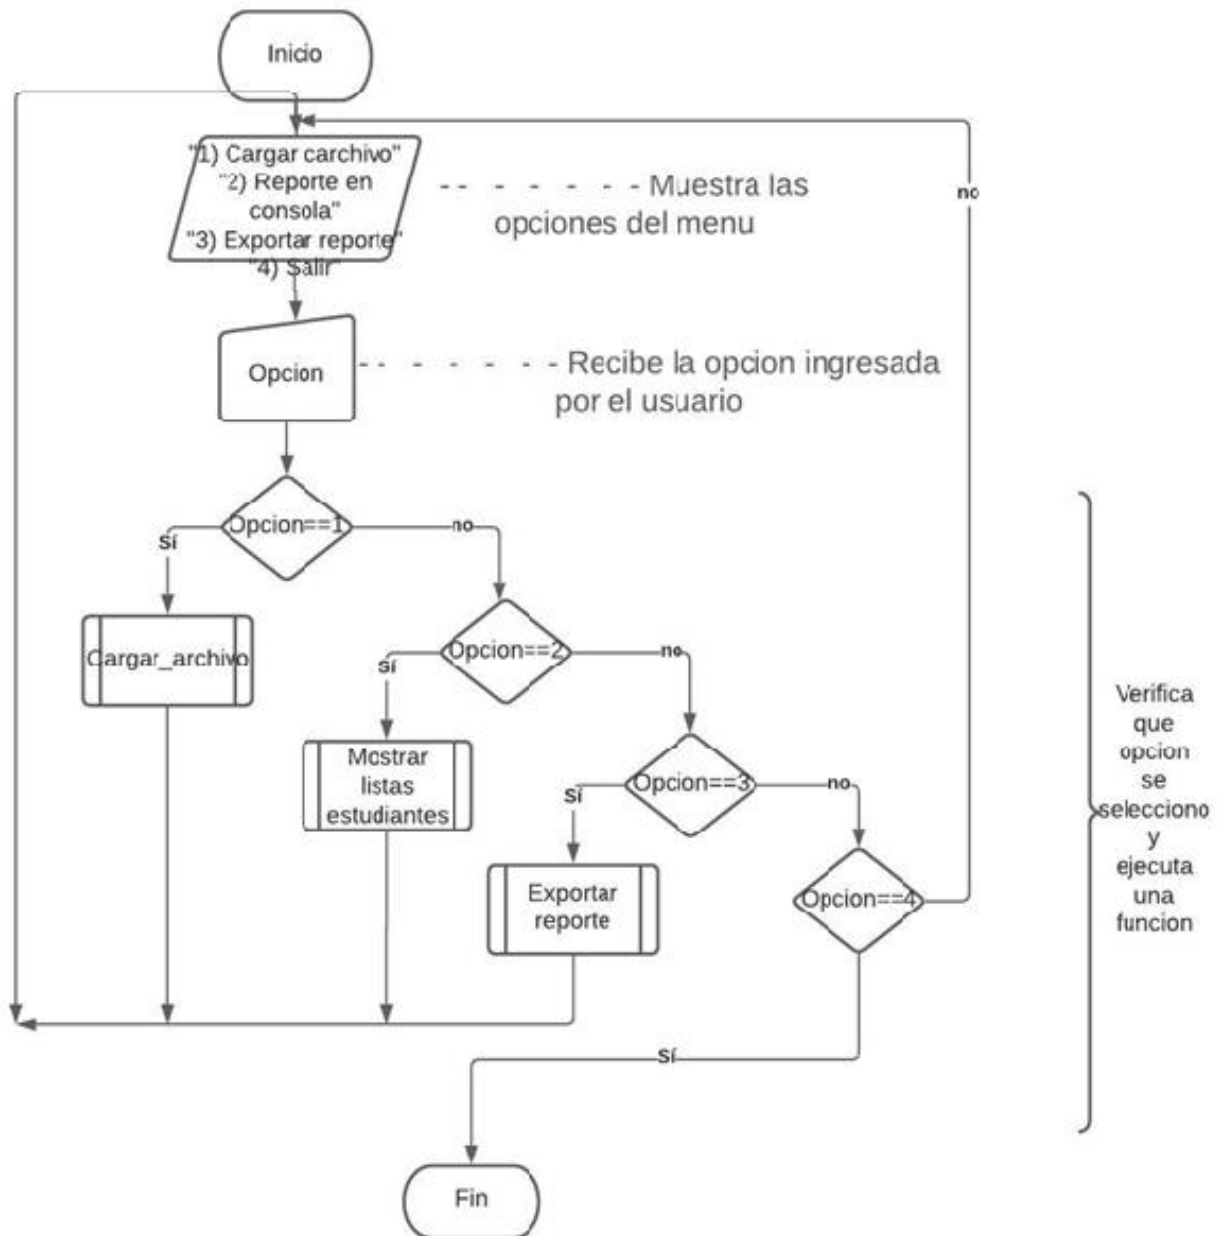 Inicio
"1) Cargar carchivo"
"2) Reporte en
consola"
"3) Exportar reporte"
"4) Salir"
Muestra las
opciones del menu
no
Opcion
Recibe la opcion ingresada
por el usuario
Opcion==1
Sí
no
Cargar_archivo
Opcion==2
Sí
no
Mostrar
listas
estudiantes
Opcion==3
Sí
no
Exportar
reporte
Opcion==4
Verifica
que
opcion
se
selecciono
y
ejecuta
una
funcion
Sí
Fin